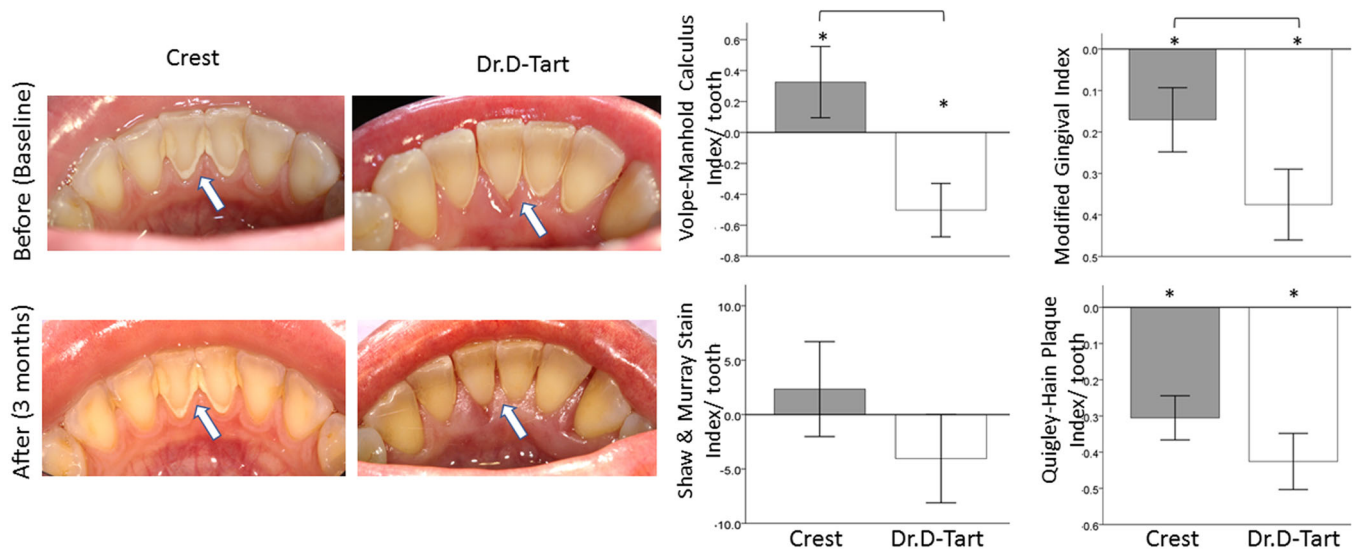 Crest
Dr.D-Tart
Before (Baseline)
After (3 months)
Volpe-Manhold Calculus
Index/ tooth
0.6
*
0.4
0.2
0.0
*
-0.2
-0.4
-0.6
-0.8
Modified Gingival Index
0.0
*
*
0.1
0.2
0.3
0.4
0.5
Shaw & Murray Stain
Index/ tooth
10.0
5.0
0.0
-5.0
-10.0
Crest
Dr.D-Tart
Quigley-Hain Plaque
Index/ tooth
*
*
0.0
-0.1
-0.2
-0.3
-0.4
-0.5
-0.6
Crest
Dr.D-Tart